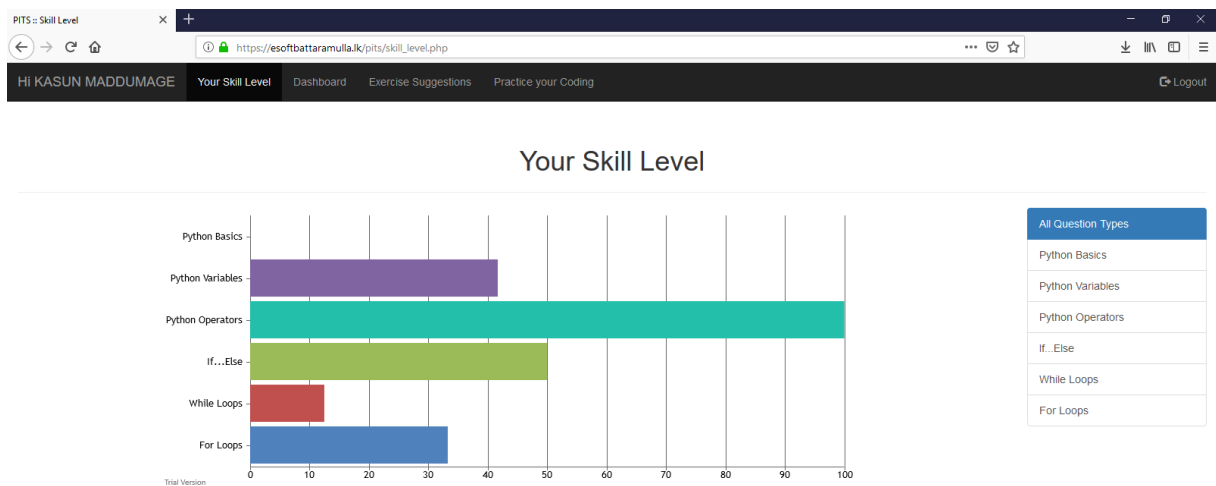 PITS :: Skill Level
https://esoftbattaramulla.lk/pits/skill_level.php
Hi KASUN MADDUMAGE Your Skill Level Dashboard Exercise Suggestions Practice your Coding Logout
Your Skill Level
Python Basics
Python Variables
Python Operators
If...Else
While Loops
For Loops
0 10 20 30 40 50 60 70 80 90 100
Trial Version
All Question Types
Python Basics
Python Variables
Python Operators
If...Else
While Loops
For Loops